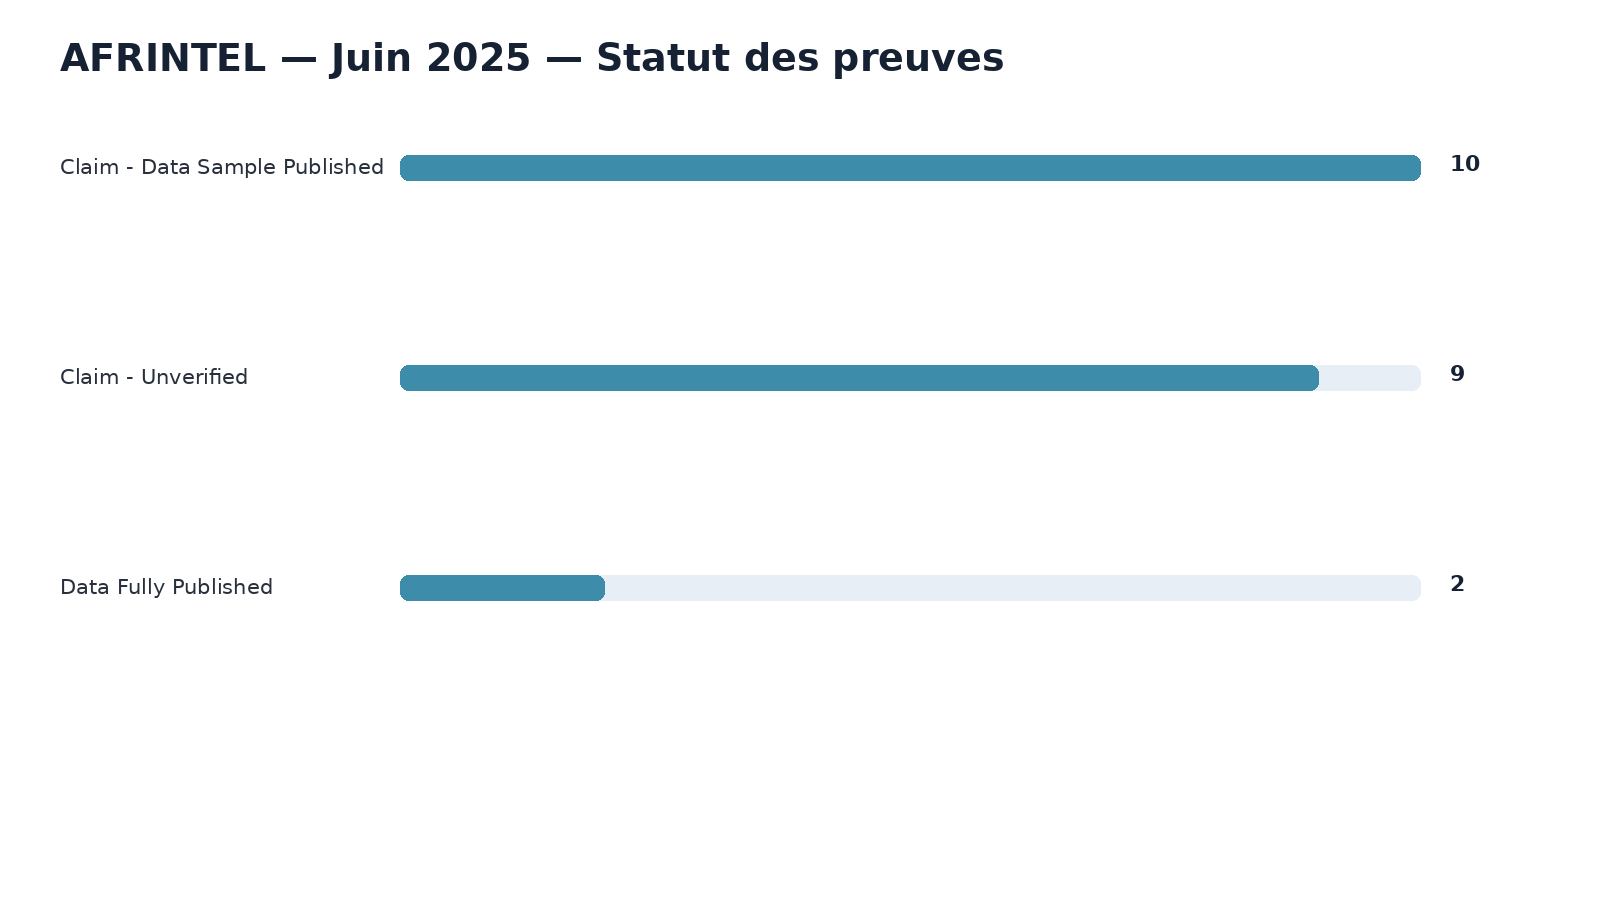 AFRINTEL — Juin 2025 — Statut des preuves
Claim - Data Sample Published 10
Claim - Unverified 9
Data Fully Published 2